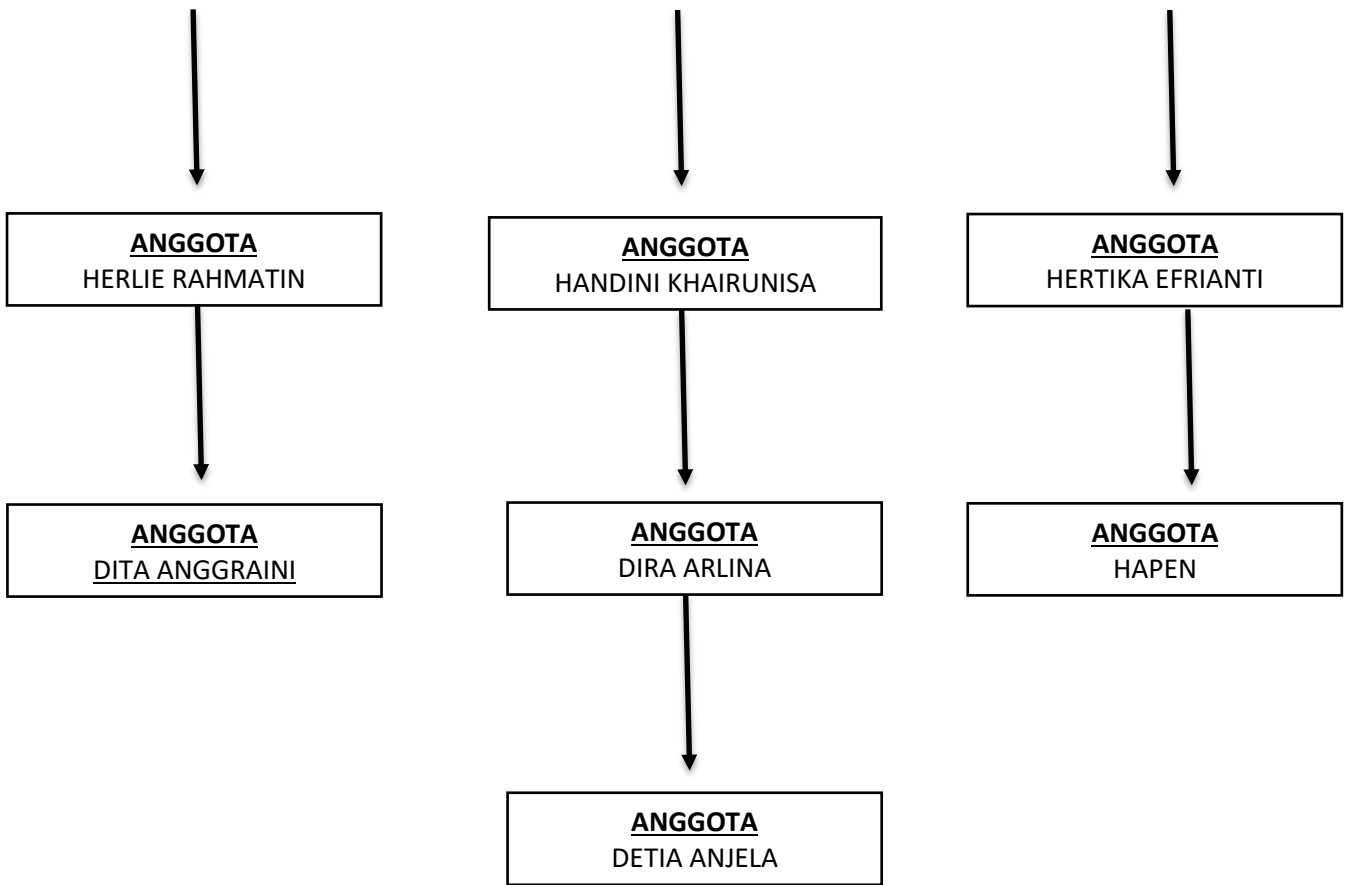 ANGGOTA
HERLIE RAHMATIN
ANGGOTA
HANDINI KHAIRUNISA
ANGGOTA
HERTIKA EFRIANTI
ANGGOTA
DITA ANGGRAINI
ANGGOTA
DIRA ARLINA
ANGGOTA
HAPEN
ANGGOTA
DETIA ANJELA